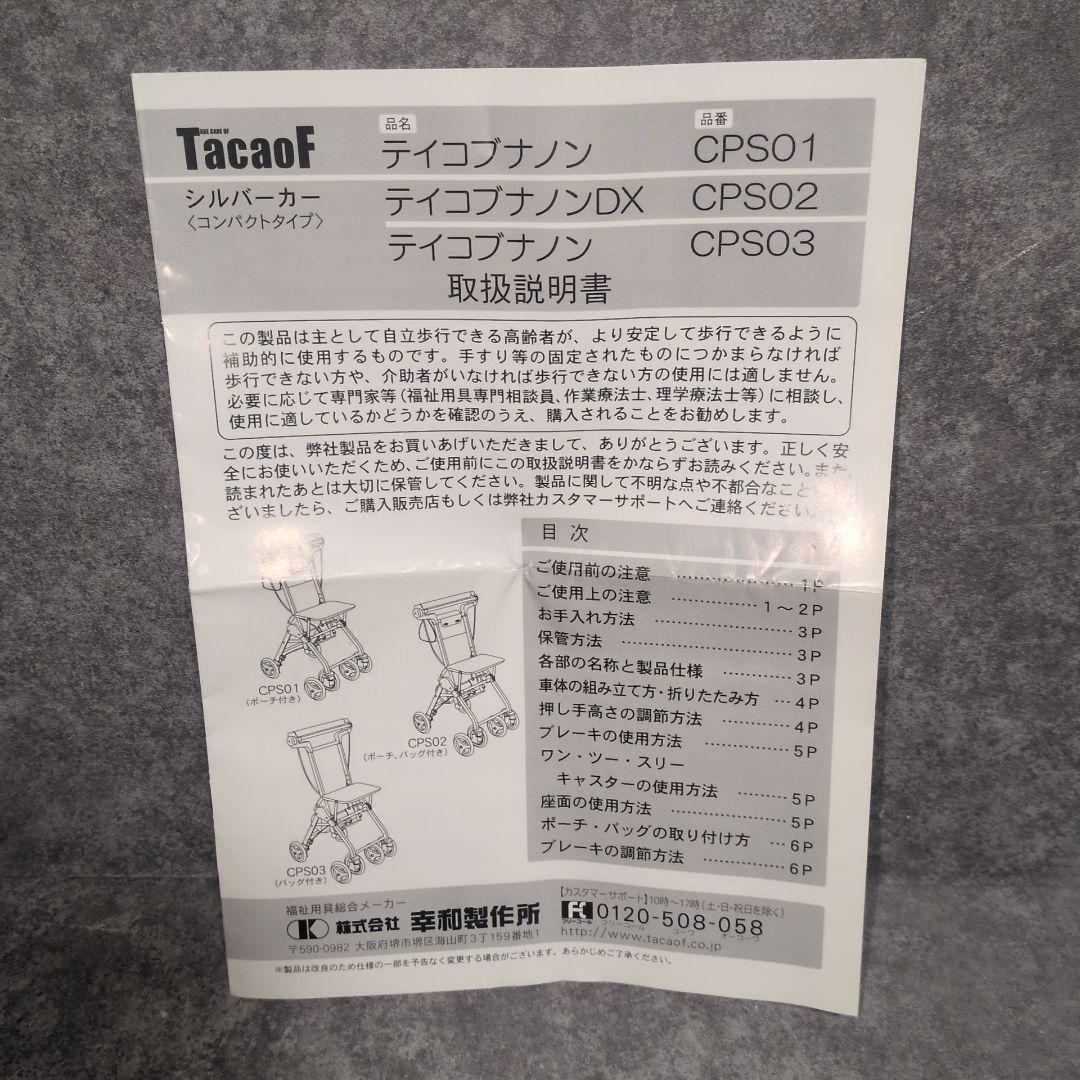 TAKE CARE OF
TacaoF
シルバーカー
〈コンパクトタイプ〉
品名 品番
テイコブナノン CPS01
テイコブナノンDX CPS02
テイコブナノン CPS03
取扱説明書
この製品は主として自立歩行できる高齢者が、より安定して歩行できるように
補助的に使用するものです。手すり等の固定されたものにつかまらなければ
歩行できない方や、介助者がいなければ歩行できない方の使用には適しません。
必要に応じて専門家等（福祉用具専門相談員、作業療法士、理学療法士等）に相談し、
使用に適しているかどうかを確認のうえ、購入されることをお勧めします。
この度は、弊社製品をお買いあげいただきまして、ありがとうございます。正しく安
全にお使いいただくため、ご使用前にこの取扱説明書をかならずお読みください。また、
読まれたあとは大切に保管してください。製品に関して不明な点や不都合なこと
ざいましたら、ご購入販売店もしくは弊社カスタマーサポートへご連絡ください。
目 次
ご使用前の注意 ……………… 1P
ご使用上の注意 ……………… 1～2P
お手入れ方法 ……………… 3P
保管方法 ……………… 3P
各部の名称と製品仕様 ………… 3P
車体の組み立て方・折りたたみ方 … 4P
押し手高さの調節方法 ………… 4P
ブレーキの使用方法 ………… 5P
ワン・ツー・スリー
キャスターの使用方法 ……… 5P
座面の使用方法 ……………… 5P
ポーチ・バッグの取り付け方 … 6P
ブレーキの調節方法 ………… 6P
CPS01
（ポーチ付き）
CPS02
（ポーチ、バッグ付き）
CPS03
（バッグ付き）
福祉用具総合メーカー
株式会社 幸和製作所
〒590-0982 大阪府堺市堺区海山町3丁159番地1
【カスタマーサポート】10時～17時（土・日・祝日を除く）
フリーコール 0120-508-058
フリーコール コーワ オーコーワ
http://www.tacaof.co.jp
※製品は改良のため仕様の一部を予告なく変更する場合がございます。あらかじめご了承ください。